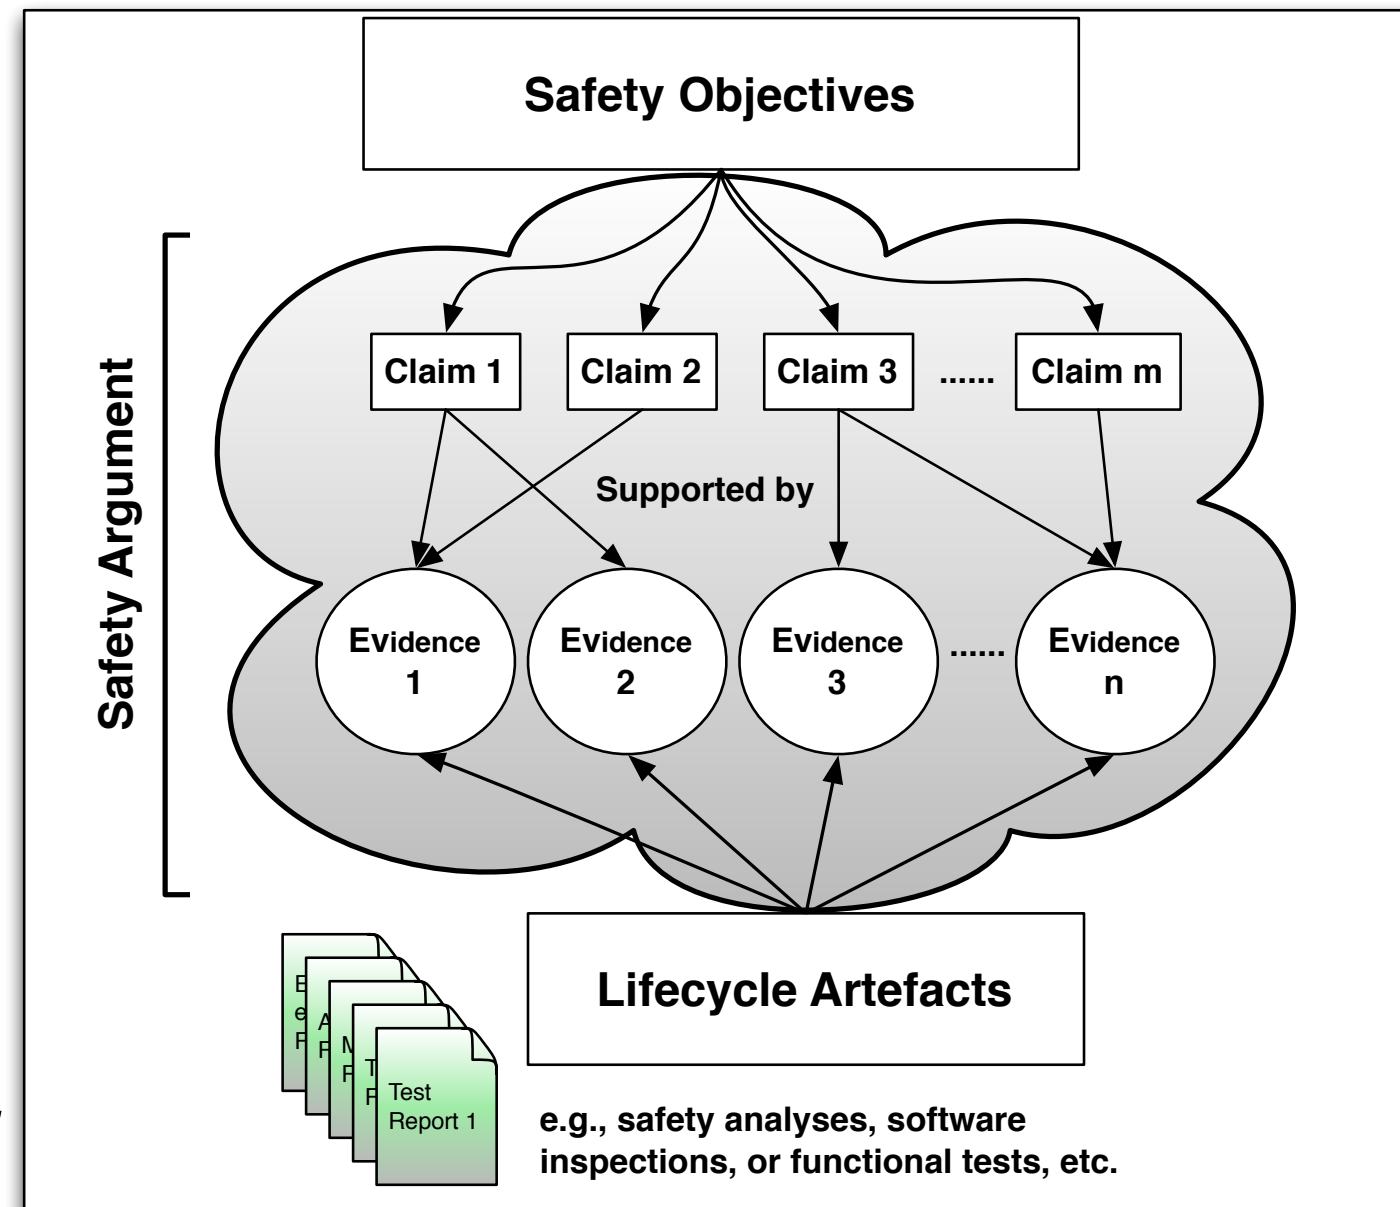 Safety Objectives
Safety Argument
Claim 1
Claim 2
Claim 3
......
Claim m
Supported by
Evidence
1
Evidence
2
Evidence
3
......
Evidence
n
Lifecycle Artefacts
E
e
F
A
F
M
F
T
F
Test
Report 1
e.g., safety analyses, software
inspections, or functional tests, etc.